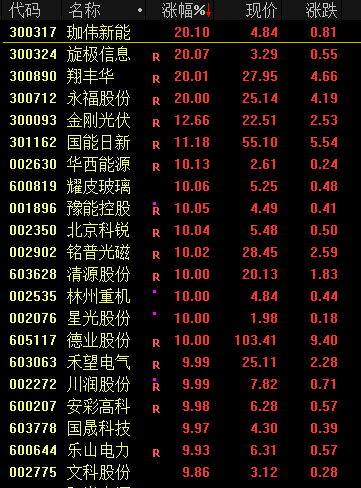 代码 名称 • 涨幅%↓ 现价 涨跌
300317 珈伟新能 20.10 4.84 0.81
300324 旋极信息 R 20.07 3.29 0.55
300890 翔丰华 R 20.01 27.95 4.66
300712 永福股份 R 20.00 25.14 4.19
300093 金刚光伏 R 12.66 22.51 2.53
301162 国能日新 R 11.18 55.10 5.54
002630 华西能源 R 10.13 2.61 0.24
600819 耀皮玻璃 10.06 5.25 0.48
001896 豫能控股 R 10.05 4.49 0.41
002350 北京科锐 R 10.04 5.48 0.50
002902 铭普光磁 R 10.02 28.45 2.59
603628 清源股份 R 10.00 20.13 1.83
002535 林州重机 10.00 4.84 0.44
002076 星光股份 10.00 1.98 0.18
605117 德业股份 R 10.00 103.41 9.40
603063 禾望电气 R 9.99 25.11 2.28
002272 川润股份 R 9.99 7.82 0.71
600207 安彩高科 R 9.98 6.28 0.57
603778 国晟科技 9.97 4.30 0.39
600644 乐山电力 R 9.93 6.31 0.57
002775 文科股份 9.86 3.12 0.28